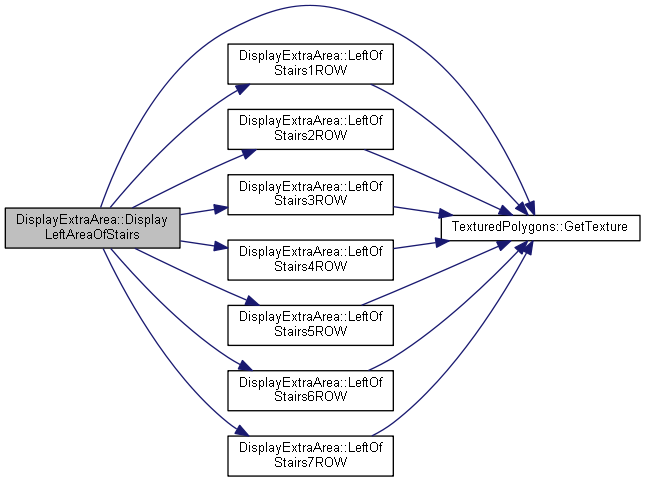 DisplayExtraArea::Display
LeftAreaOfStairs
DisplayExtraArea::LeftOf
Stairs1ROW
DisplayExtraArea::LeftOf
Stairs2ROW
DisplayExtraArea::LeftOf
Stairs3ROW
DisplayExtraArea::LeftOf
Stairs4ROW
DisplayExtraArea::LeftOf
Stairs5ROW
DisplayExtraArea::LeftOf
Stairs6ROW
DisplayExtraArea::LeftOf
Stairs7ROW
TexturedPolygons::GetTexture